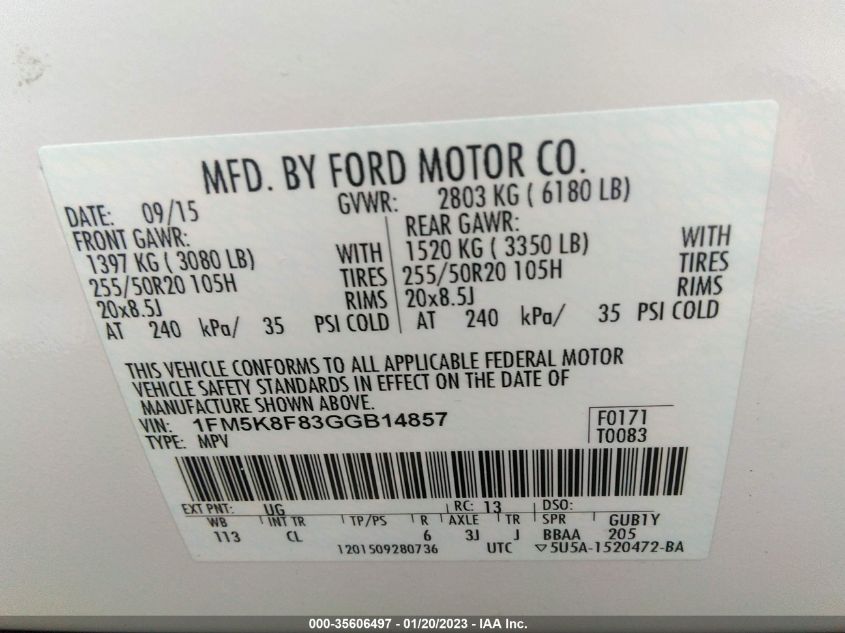 MFD. BY FORD MOTOR CO.
DATE: 09/15 GVWR: 2803 KG ( 6180 LB)
FRONT GAWR: REAR GAWR:
1397 KG ( 3080 LB) WITH 1520 KG ( 3350 LB) WITH
255/50R20 105H TIRES 255/50R20 105H TIRES
20x8.5J RIMS 20x8.5J RIMS
AT 240 kPa/ 35 PSI COLD AT 240 kPa/ 35 PSI COLD
THIS VEHICLE CONFORMS TO ALL APPLICABLE FEDERAL MOTOR
VEHICLE SAFETY STANDARDS IN EFFECT ON THE DATE OF
MANUFACTURE SHOWN ABOVE.
VIN: 1FM5K8F83GGB14857 F0171
TYPE: MPV T0083
EXT PNT: UG RC: 13 DSO:
WB INT TR TP/PS R AXLE TR SPR GUB1Y
113 CL 6 3J J BBAA 205
1201509280736 UTC ▽5U5A-1520472-BA
000-35606497 - 01/20/2023 - IAA Inc.